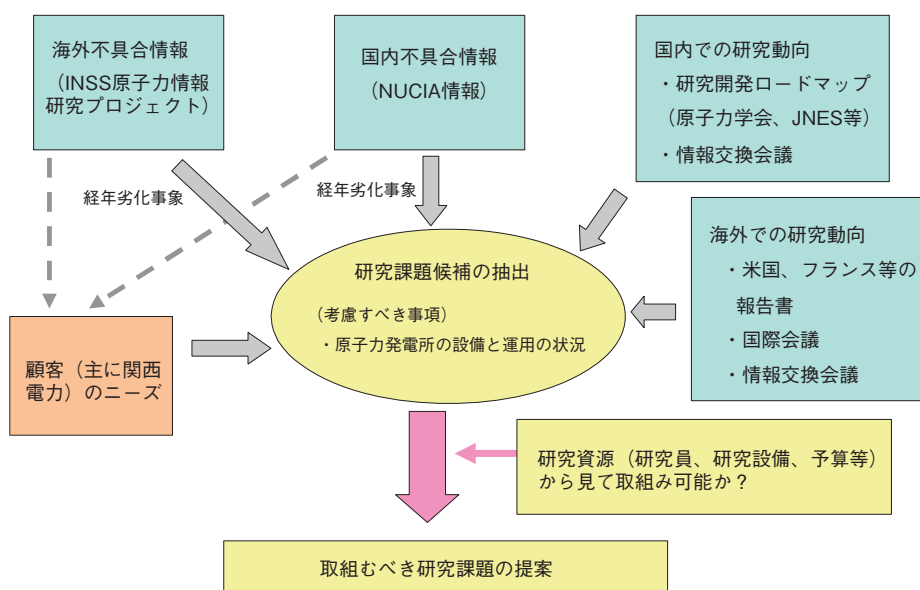 海外不具合情報
（INSS原子力情報
研究プロジェクト）
国内不具合情報
（NUCIA情報）
国内での研究動向
・研究開発ロードマップ
（原子力学会、JNES等）
・情報交換会議
経年劣化事象
経年劣化事象
海外での研究動向
・米国、フランス等の
報告書
・国際会議
・情報交換会議
研究課題候補の抽出
（考慮すべき事項）
・原子力発電所の設備と運用の状況
顧客（主に関西
電力）のニーズ
研究資源（研究員、研究設備、予算等）
から見て取組み可能か？
取組むべき研究課題の提案